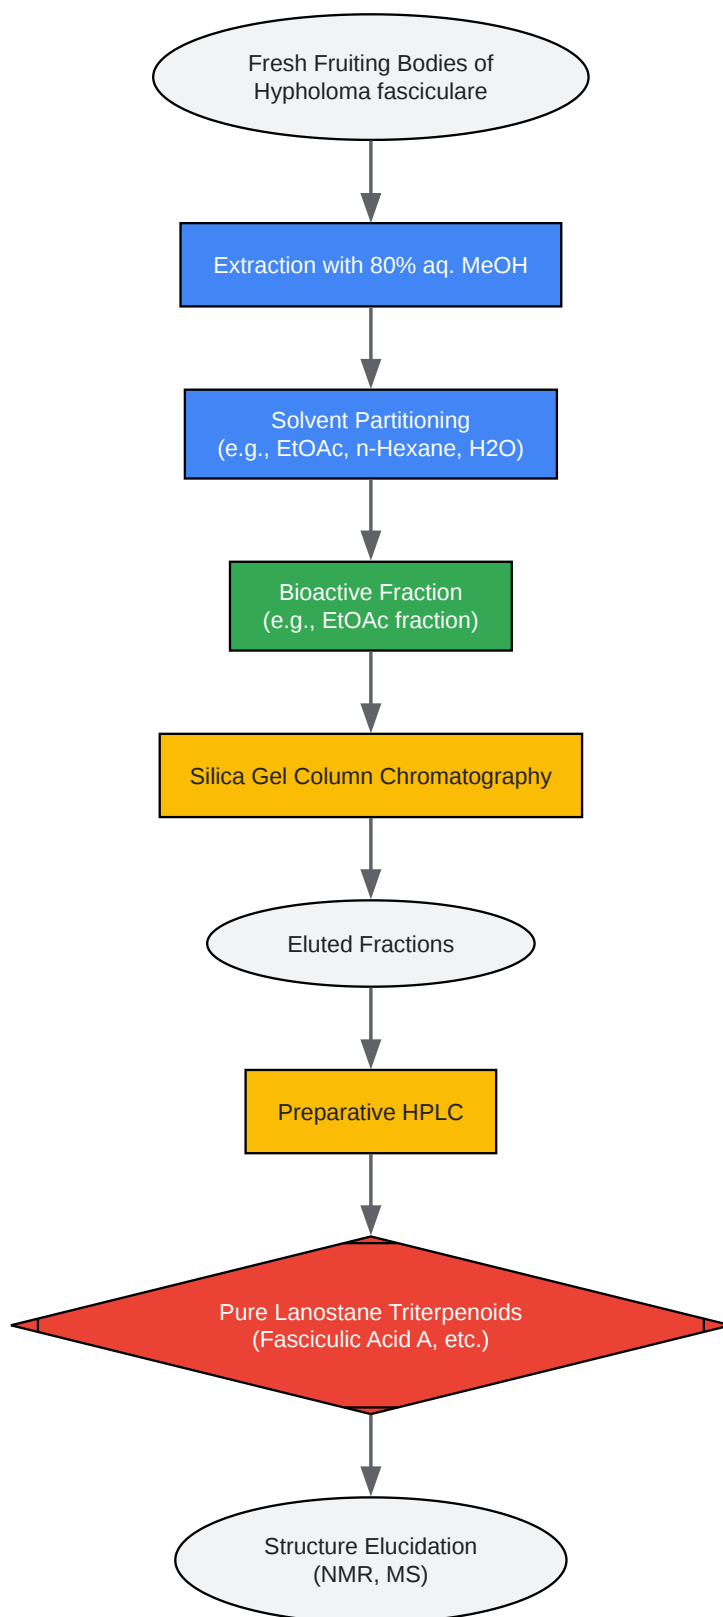 Fresh Fruiting Bodies of
Hypholoma fasciculare
Extraction with 80% aq. MeOH
Solvent Partitioning
(e.g., EtOAc, n-Hexane, H2O)
Bioactive Fraction
(e.g., EtOAc fraction)
Silica Gel Column Chromatography
Eluted Fractions
Preparative HPLC
Pure Lanostane Triterpenoids
(Fasciculic Acid A, etc.)
Structure Elucidation
(NMR, MS)